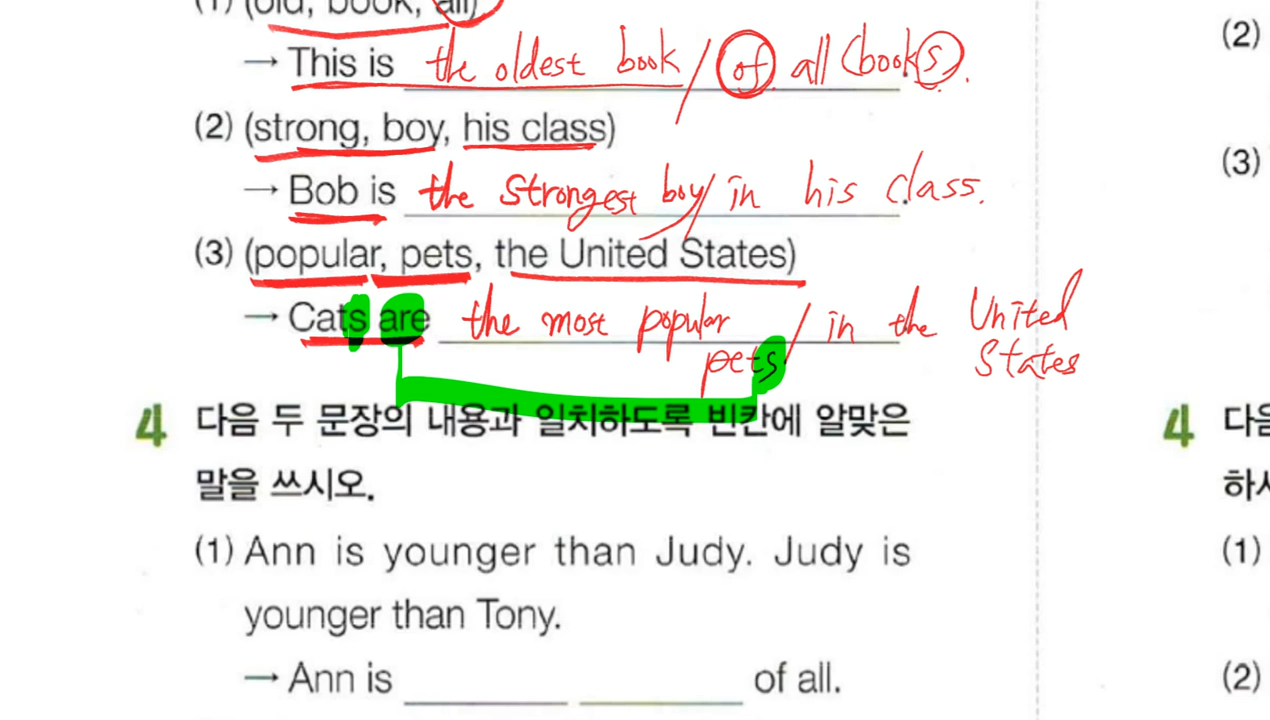 (1) (old, book, all)
→ This is the oldest book / of all (books).
(2) (strong, boy, his class)
→ Bob is the strongest boy / in his class.
(3) (popular, pets, the United States)
→ Cats are the most popular pets / in the United States
4 다음 두 문장의 내용과 일치하도록 빈칸에 알맞은
말을 쓰시오.
(1) Ann is younger than Judy. Judy is
younger than Tony.
→ Ann is ______ ______ of all.
(2)
(3)
4 다음
(1)
(2)